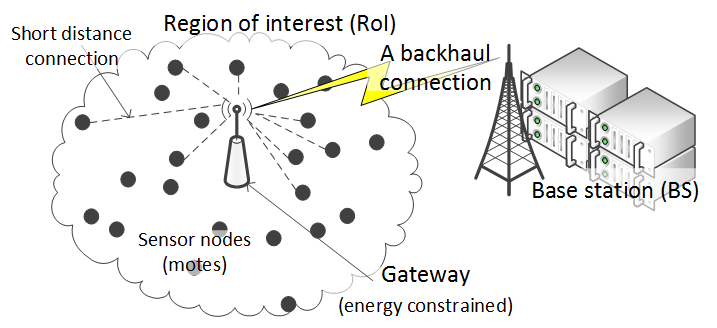 Region of interest (RoI)
Short distance
connection
A backhaul
connection
Base station (BS)
Sensor nodes
(motes)
Gateway
(energy constrained)